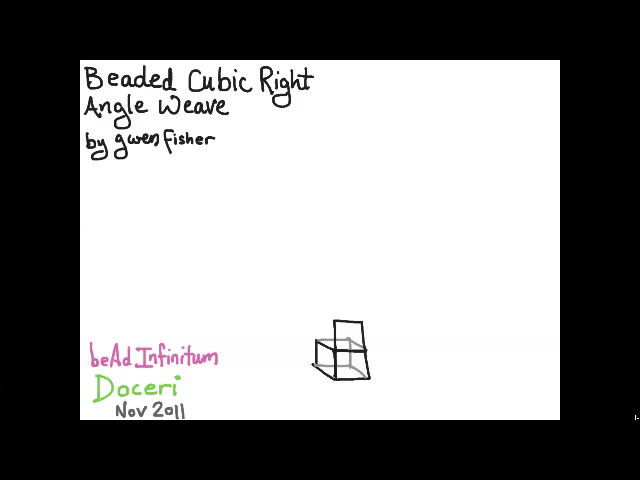 Beaded Cubic Right
Angle Weave
by gwen fisher
beAd Infinitum
Doceri
Nov 2011